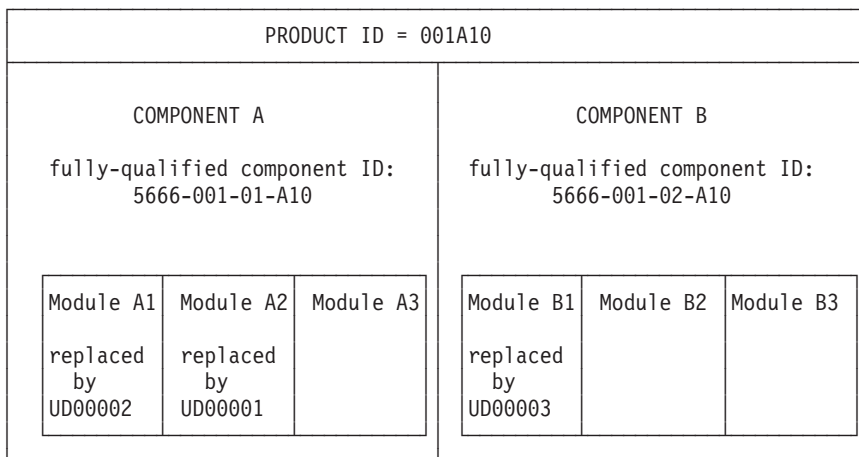 PRODUCT ID = 001A10
COMPONENT A
fully-qualified component ID:
5666-001-01-A10
Module A1
replaced
by
UD00002
Module A2
replaced
by
UD00001
Module A3
COMPONENT B
fully-qualified component ID:
5666-001-02-A10
Module B1
replaced
by
UD00003
Module B2
Module B3